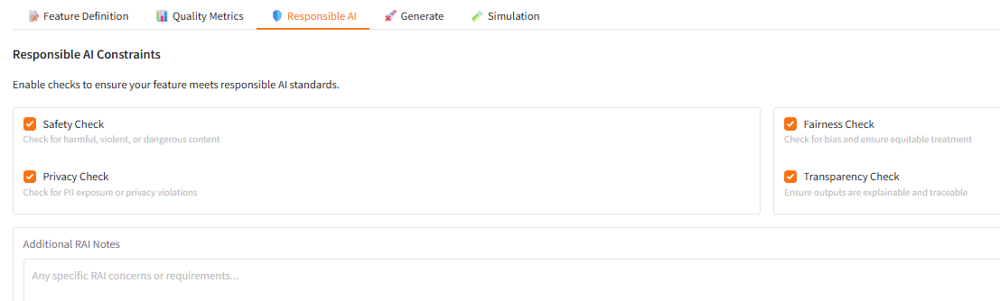 Feature Definition Quality Metrics Responsible AI Generate Simulation
Responsible AI Constraints
Enable checks to ensure your feature meets responsible AI standards.
Safety Check
Check for harmful, violent, or dangerous content
Privacy Check
Check for PII exposure or privacy violations
Fairness Check
Check for bias and ensure equitable treatment
Transparency Check
Ensure outputs are explainable and traceable
Additional RAI Notes
Any specific RAI concerns or requirements...